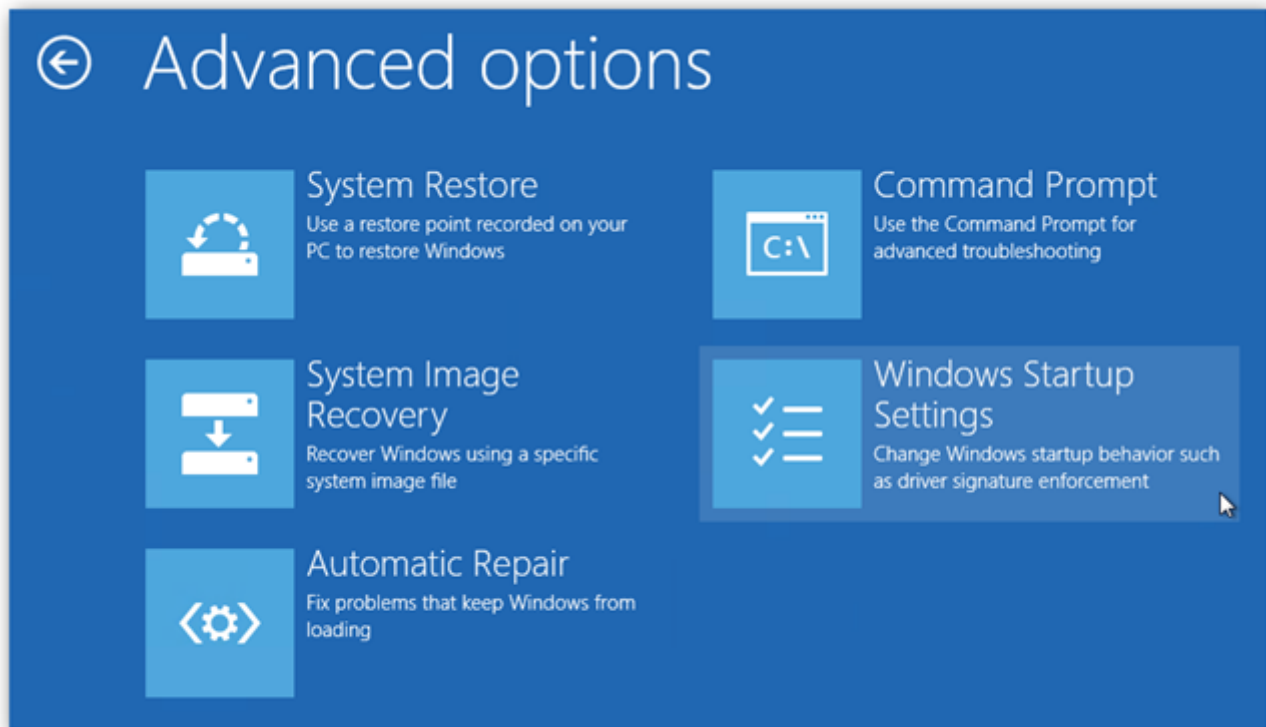 Advanced options
System Restore
Use a restore point recorded on your
PC to restore Windows
Command Prompt
Use the Command Prompt for
advanced troubleshooting
C:\
System Image
Recovery
Recover Windows using a specific
system image file
Windows Startup
Settings
Change Windows startup behavior such
as driver signature enforcement
Automatic Repair
Fix problems that keep Windows from
loading